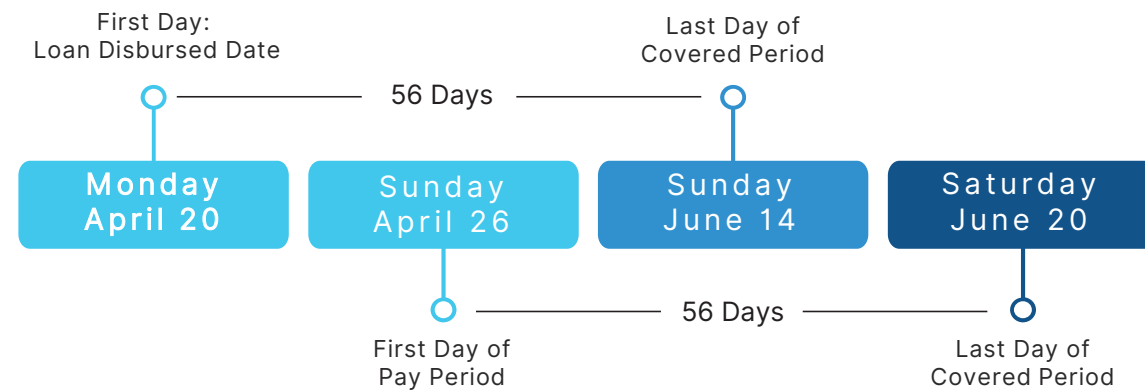 First Day:
Loan Disbursed Date
Last Day of
Covered Period
56 Days
Monday
April 20
Sunday
April 26
Sunday
June 14
Saturday
June 20
56 Days
First Day of
Pay Period
Last Day of
Covered Period